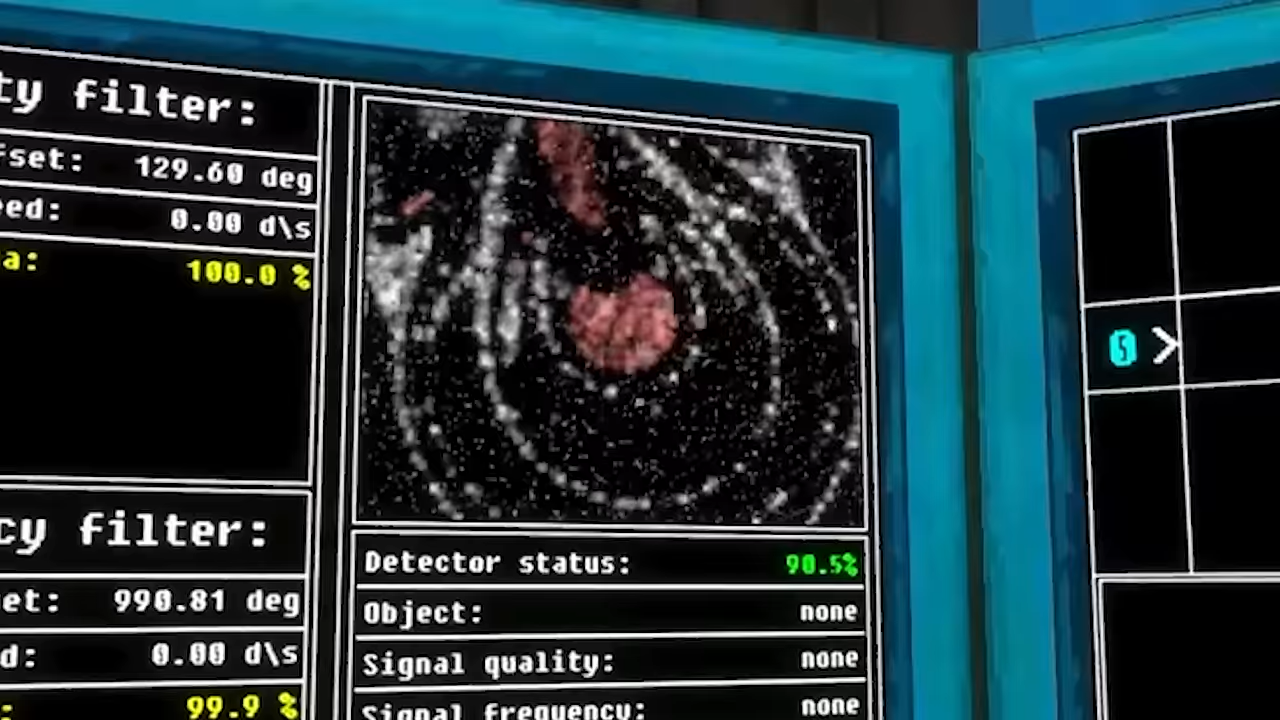 ty filter:
fset: 129.60 deg
eed: 0.00 d\s
a: 100.0 %
cy filter:
et: 990.81 deg
d: 0.00 d\s
: 99.9 %
Detector status: 90.5%
Object: none
Signal quality: none
Signal frequency: none
5 >